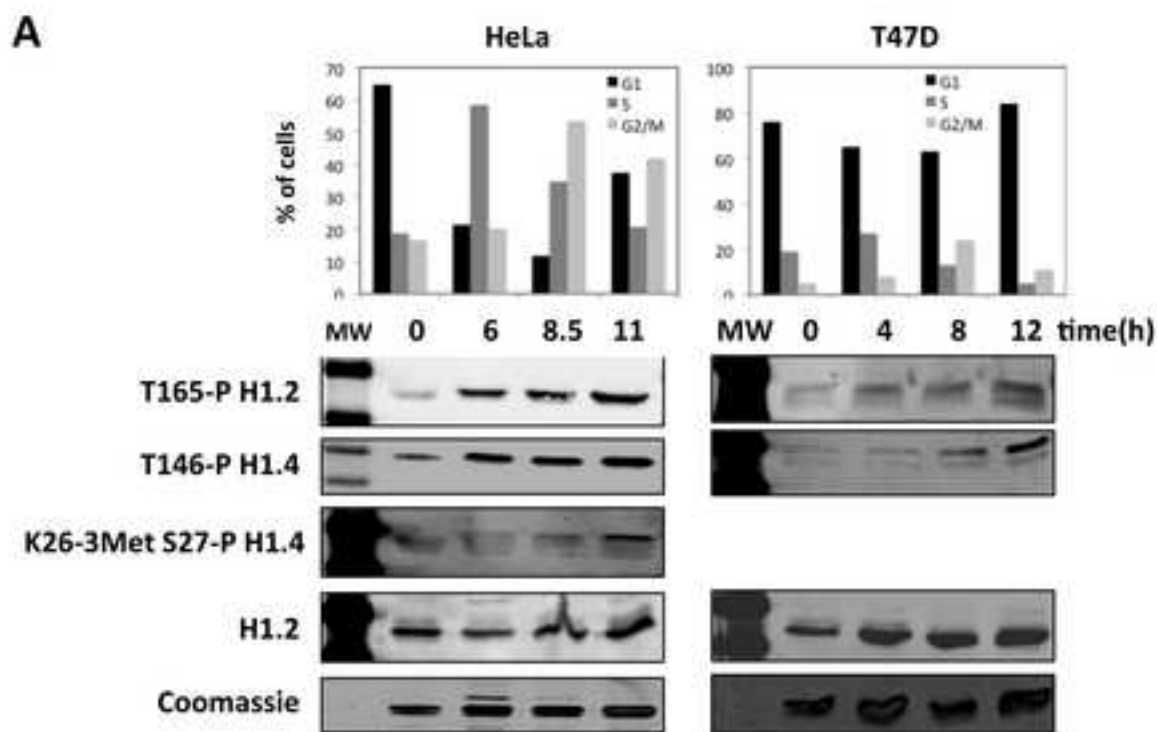 A
HeLa
T47D
% of cells
70
60
50
40
30
20
10
0
G1
S
G2/M
100
80
60
40
20
0
G1
S
G2/M
MW 0 6 8.5 11
MW 0 4 8 12 time(h)
T165-P H1.2
T146-P H1.4
K26-3Met S27-P H1.4
H1.2
Coomassie